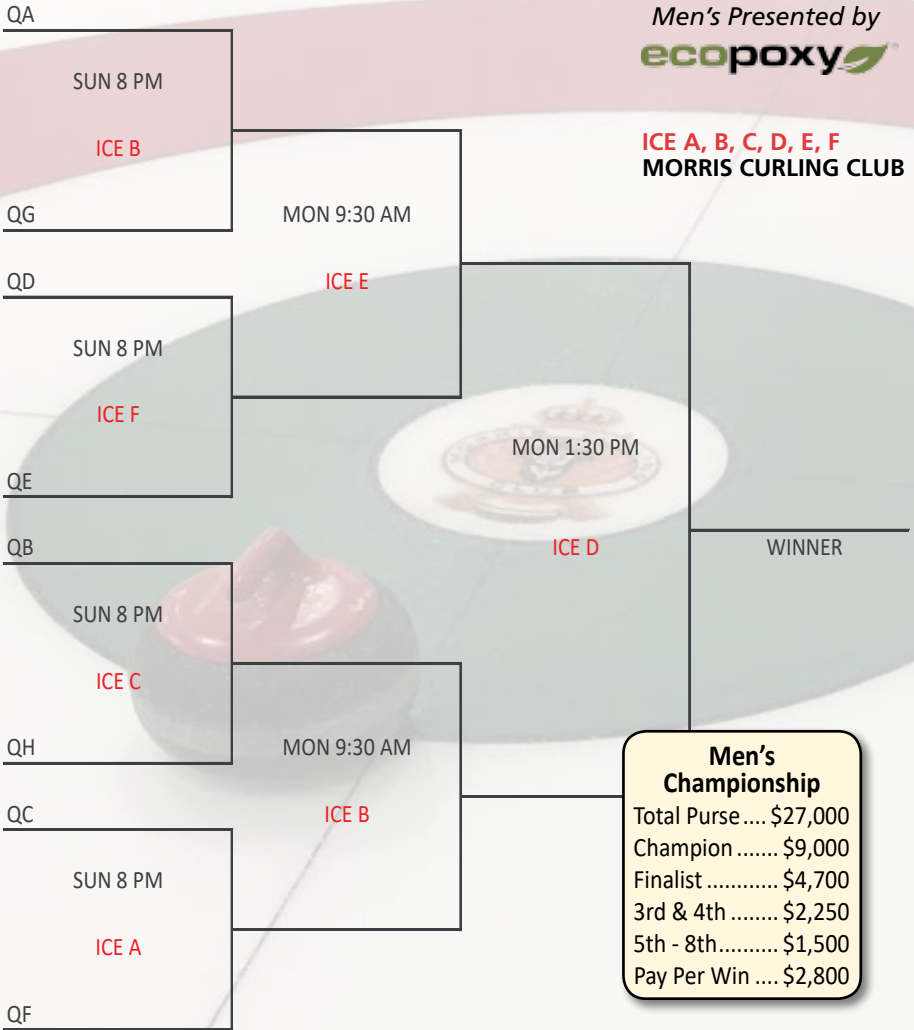 QA
Men's Presented by
ecopoxy
SUN 8 PM
ICE B
ICE A, B, C, D, E, F
MORRIS CURLING CLUB
QG
MON 9:30 AM
ICE E
QD
SUN 8 PM
ICE F
QE
MON 1:30 PM
ICE D
WINNER
QB
SUN 8 PM
ICE C
QH
MON 9:30 AM
ICE B
QC
SUN 8 PM
ICE A
QF
Men's
Championship
Total Purse.... $27,000
Champion ....... $9,000
Finalist ............ $4,700
3rd & 4th ........ $2,250
5th - 8th.......... $1,500
Pay Per Win .... $2,800